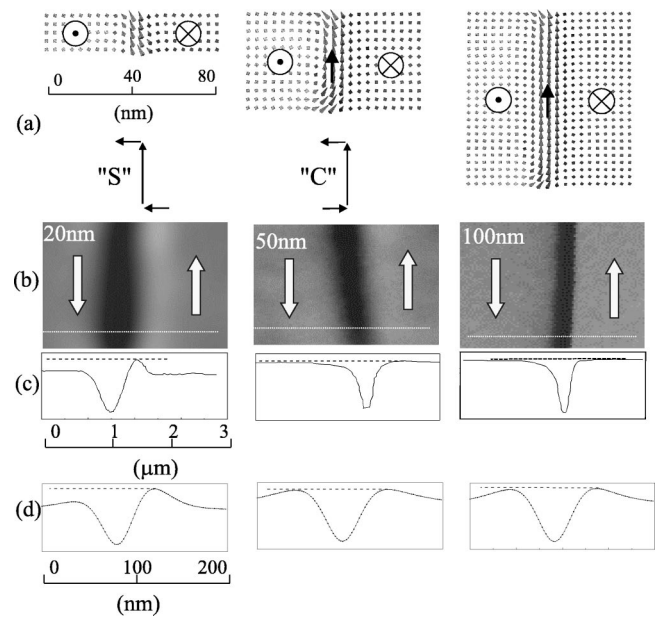 0 40 80
(nm)
(a)
"S" "C"
20nm 50nm 100nm
(b)
(c)
0 1 2 3
(μm)
(d)
0 100 200
(nm)